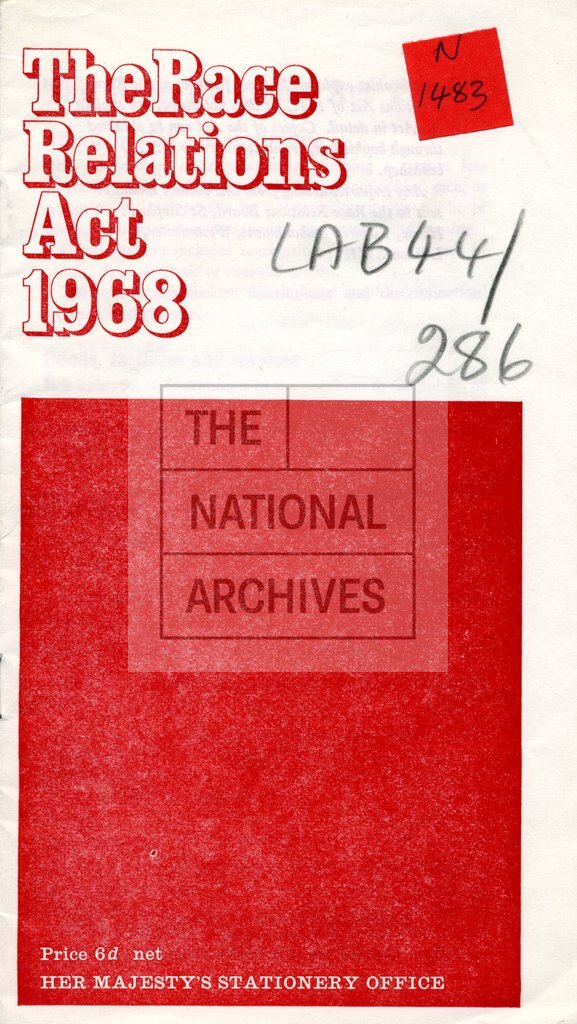 The Race
Relations
Act
1968
N
1483
LAB 44/
286
THE
NATIONAL
ARCHIVES
Price 6d net
HER MAJESTY'S STATIONERY OFFICE